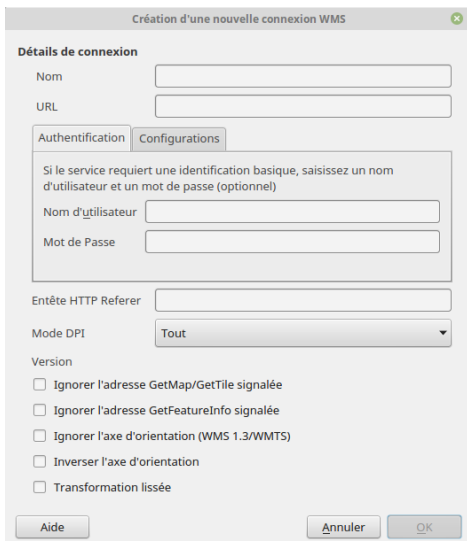 Création d'une nouvelle connexion WMS
Détails de connexion
Nom
URL
Authentification
Configurations
Si le service requiert une identification basique, saisissez un nom
d'utilisateur et un mot de passe (optionnel)
Nom d'utilisateur
Mot de Passe
Entête HTTP Referer
Mode DPI
Tout
Version
Ignorer l'adresse GetMap/GetTile signalée
Ignorer l'adresse GetFeatureInfo signalée
Ignorer l'axe d'orientation (WMS 1.3/WMTS)
Inverser l'axe d'orientation
Transformation lissée
Aide
Annuler
OK